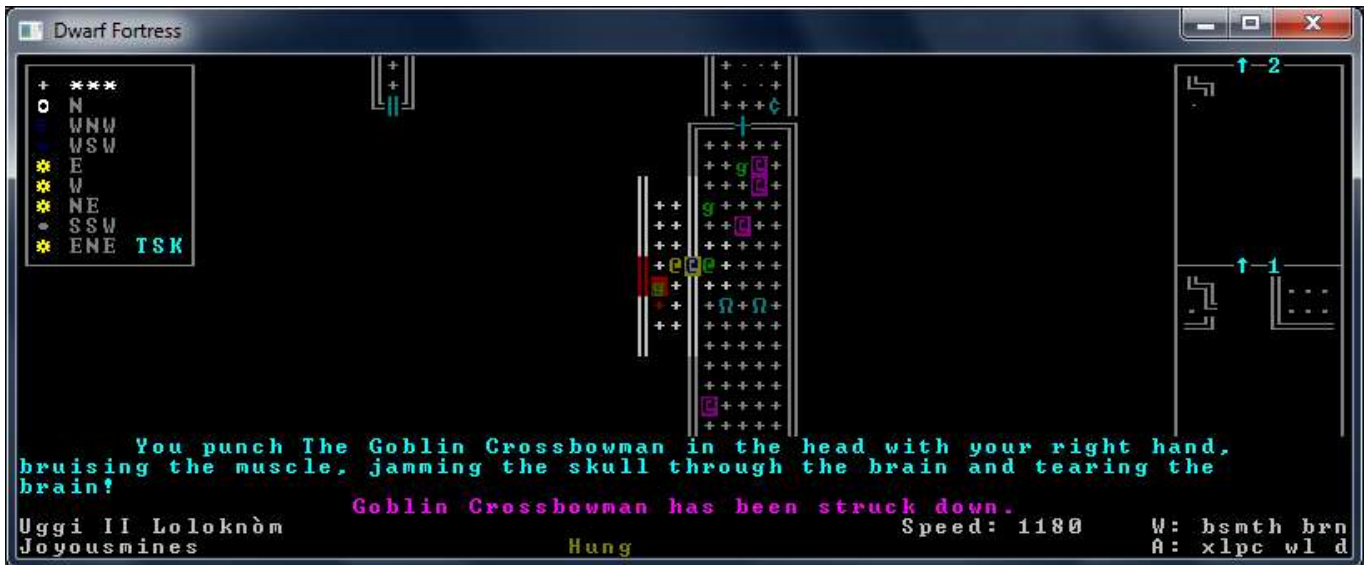 Dwarf Fortress
+ ***
N
WNW
WSW
E
W
NE
SSW
ENE TSK
2
1
You punch The Goblin Crossbowman in the head with your right hand,
bruising the muscle, jamming the skull through the brain and tearing the
brain!
Goblin Crossbowman has been struck down.
Uggi II Loloknòm
Speed: 1180
W: bsmth brn
Joyousmines
Hung
A: xlpc wl d